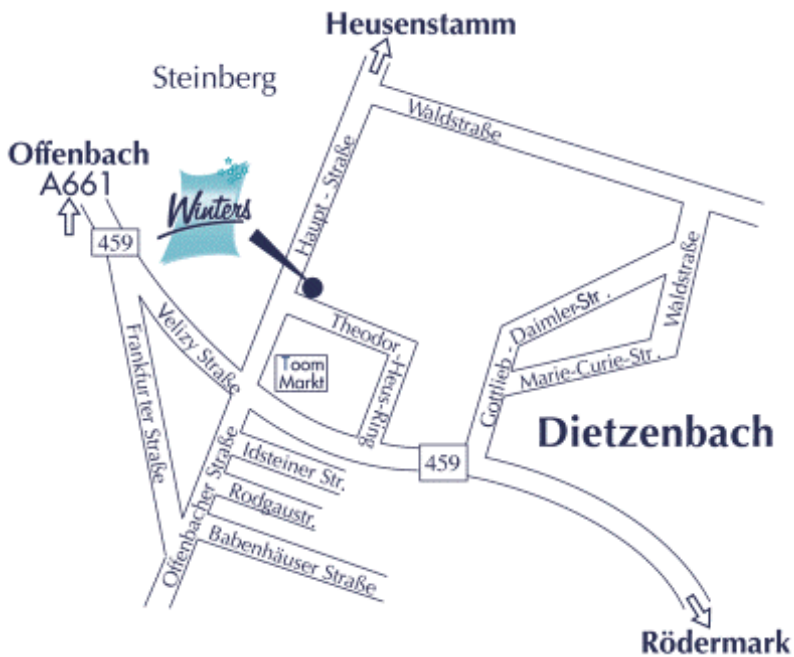 Heusenstamm
Steinberg
Waldstraße
Offenbach
A661
Winters
Haupt - Straße
459
Waldstraße
Velizy Straße
Theodor
-Heus-Ring
Gottlieb - Daimler-Str.
Frankfurter Straße
Toom
Markt
Marie-Curie-Str.
Dietzenbach
459
Idsteiner Str.
Offenbacher Straße
Rodgaustr.
Babenhäuser Straße
Rödermark